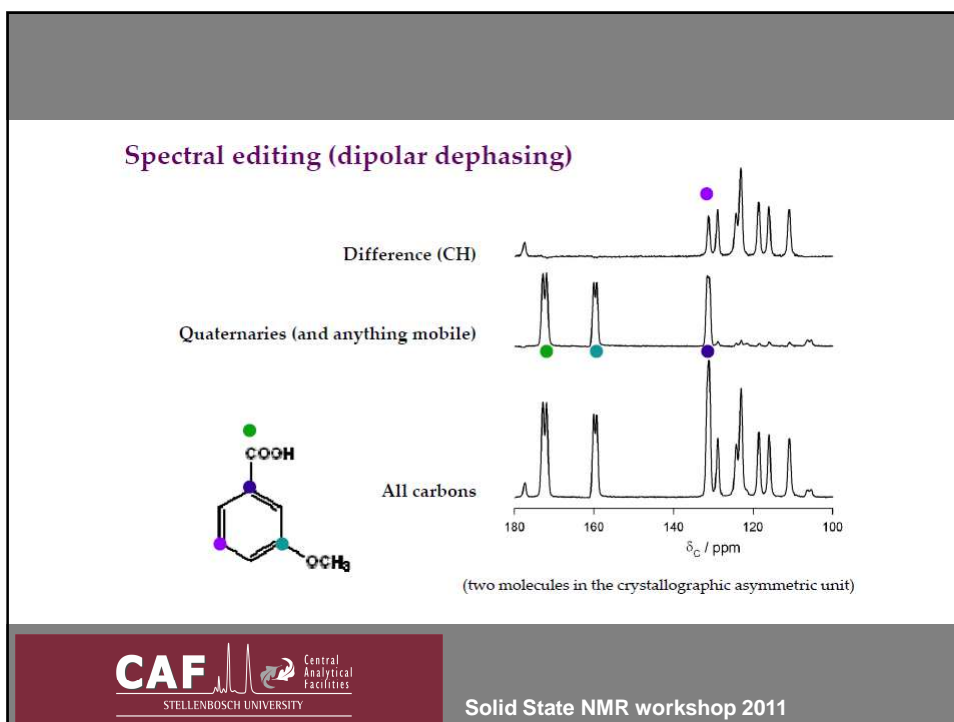 Spectral editing (dipolar dephasing)
Difference (CH)
Quaternaries (and anything mobile)
All carbons
COOH
OCH₃
180 160 140 120 100
δC / ppm
(two molecules in the crystallographic asymmetric unit)
CAF
Central
Analytical
Facilities
STELLENBOSCH UNIVERSITY
Solid State NMR workshop 2011